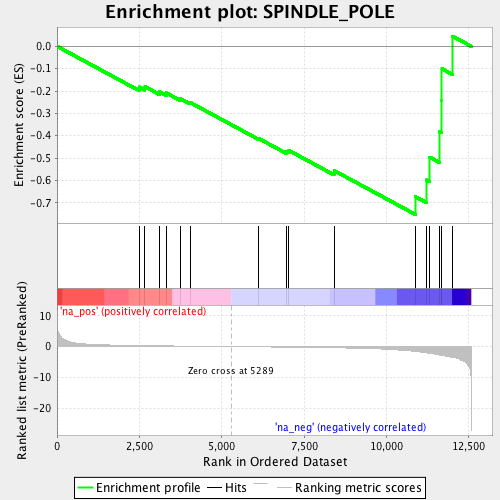 Enrichment plot: SPINDLE_POLE
Enrichment score (ES)
0.0
-0.1
-0.2
-0.3
-0.4
-0.5
-0.6
-0.7
'na_pos' (positively correlated)
Ranked list metric (PreRanked)
10
5
0
-10
-20
Zero cross at 5289
'na_neg' (negatively correlated)
0
2,500
5,000
7,500
10,000
12,500
Rank in Ordered Dataset
Enrichment profile
Hits
Ranking metric scores